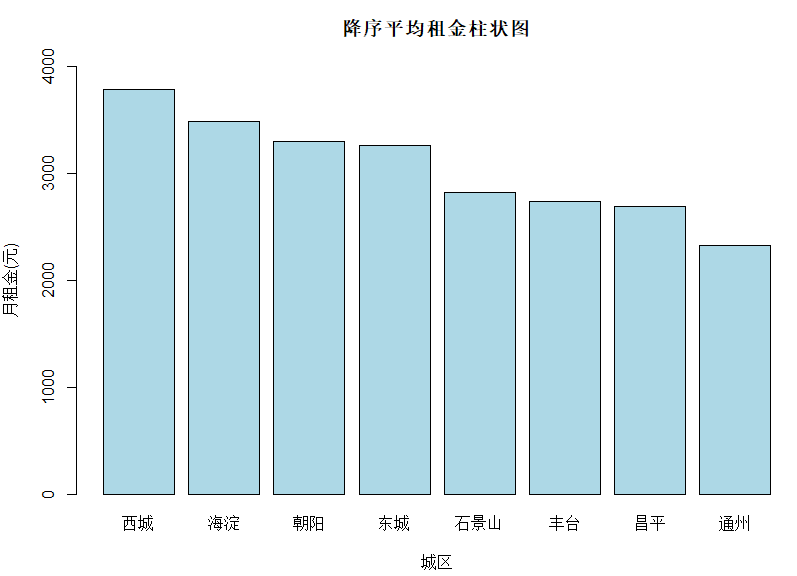 降序平均租金柱状图
4000
3000
2000
1000
0
月租金(元)
西城 海淀 朝阳 东城 石景山 丰台 昌平 通州
城区